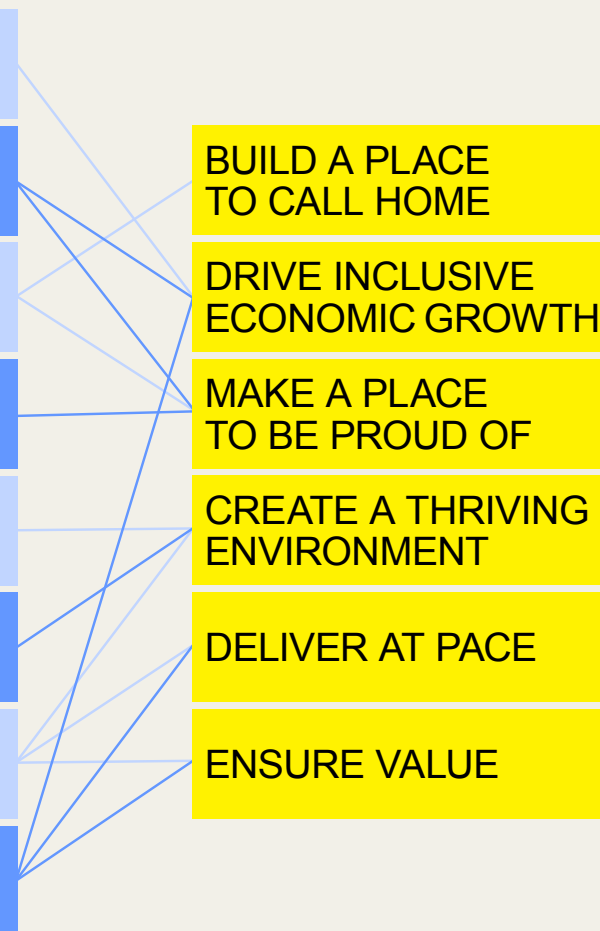 BUILD A PLACE
TO CALL HOME
DRIVE INCLUSIVE
ECONOMIC GROWTH
MAKE A PLACE
TO BE PROUD OF
CREATE A THRIVING
ENVIRONMENT
DELIVER AT PACE
ENSURE VALUE